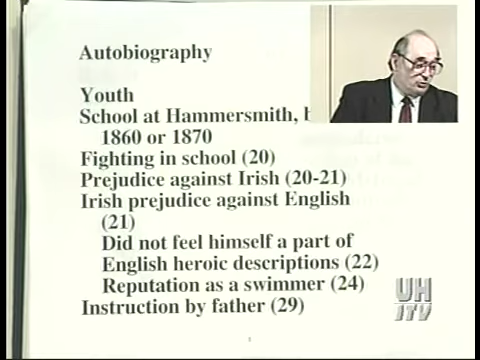 Autobiography
Youth
School at Hammersmith,
1860 or 1870
Fighting in school (20)
Prejudice against Irish (20-21)
Irish prejudice against English
(21)
Did not feel himself a part of
English heroic descriptions (22)
Reputation as a swimmer (24)
Instruction by father (29)
UH
ITV